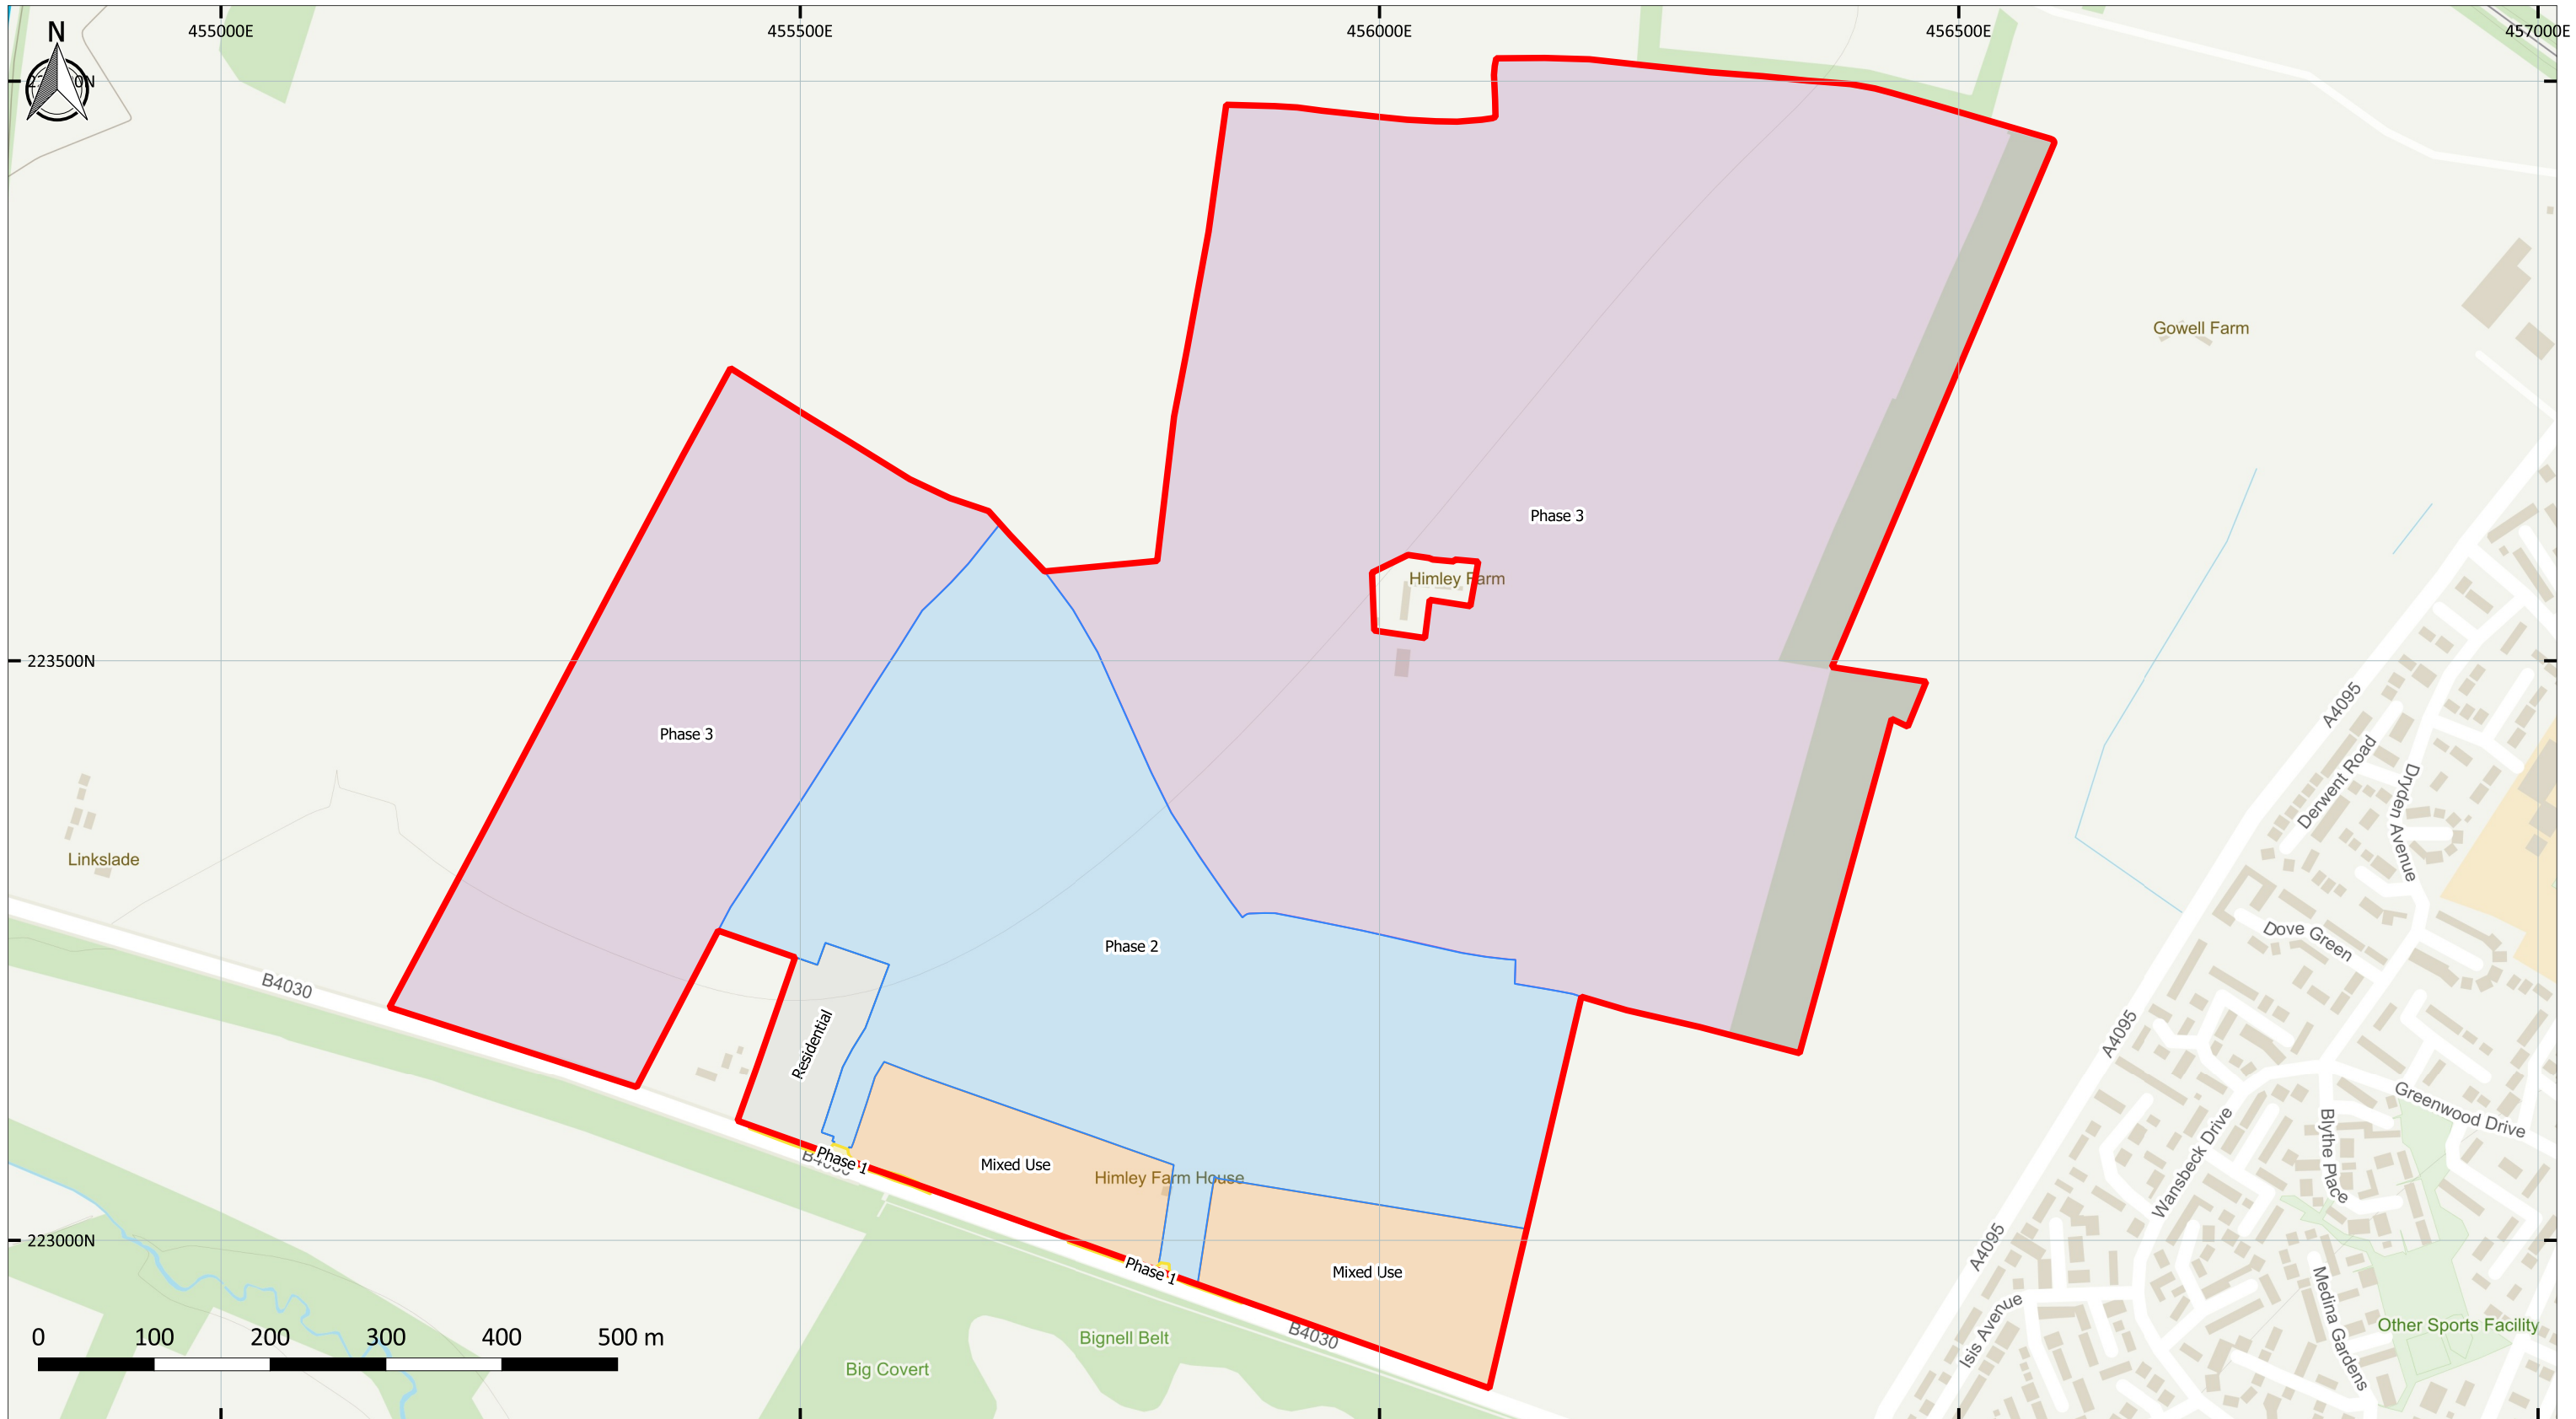 N
455000E
455500E
456000E
456500E
457000E
Gowell Farm
Phase 3
Himley Farm
223500N
Phase 3
A4095
Derwent Road
Dryden Avenue
Linkslade
Dove Green
Phase 2
B4030
Residential
A4095
Greenwood Drive
Blythe Place
Wansbeck Drive
Phase 1
Mixed Use
Himley Farm House
223000N
A4095
Phase 1
Mixed Use
Isis Avenue
Medina Gardens
B4030
Bignell Belt
Other Sports Facility
Big Covert
0 100 200 300 400 500 m